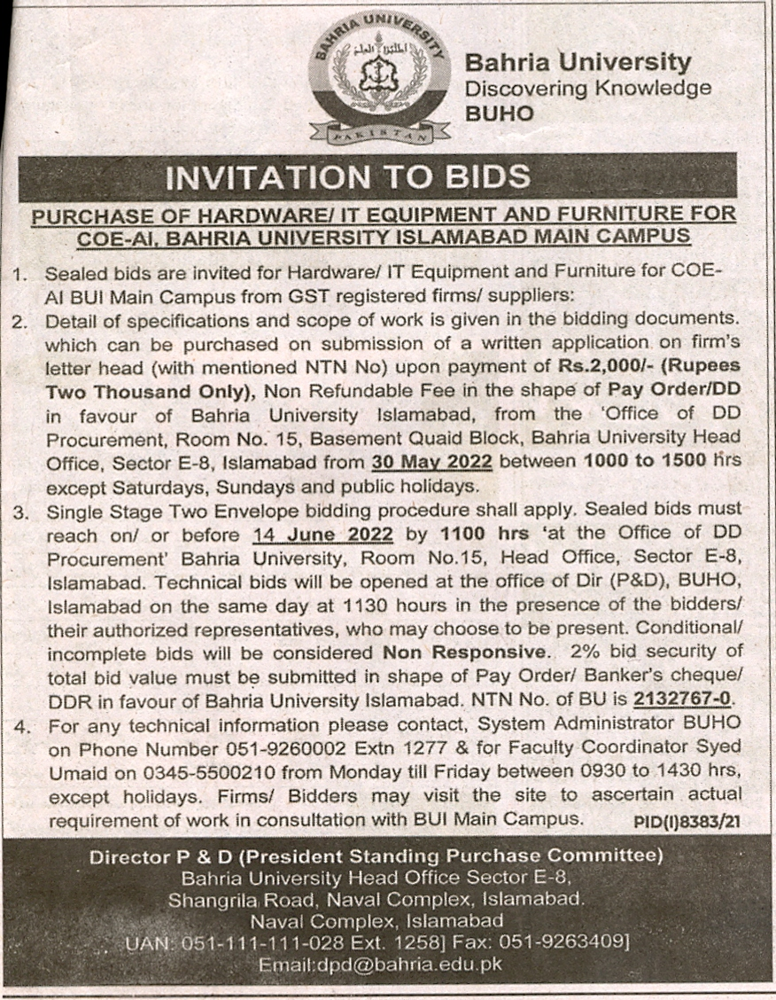 BAHRIA UNIVERSITY
PAKISTAN
Bahria University
Discovering Knowledge
BUHO
INVITATION TO BIDS
PURCHASE OF HARDWARE/ IT EQUIPMENT AND FURNITURE FOR
COE-AI, BAHRIA UNIVERSITY ISLAMABAD MAIN CAMPUS
1. Sealed bids are invited for Hardware/ IT Equipment and Furniture for COE-
AI BUI Main Campus from GST registered firms/ suppliers:
2. Detail of specifications and scope of work is given in the bidding documents.
which can be purchased on submission of a written application on firm's
letter head (with mentioned NTN No) upon payment of Rs.2,000/- (Rupees
Two Thousand Only), Non Refundable Fee in the shape of Pay Order/DD
in favour of Bahria University Islamabad, from the 'Office of DD
Procurement, Room No. 15, Basement Quaid Block, Bahria University Head
Office, Sector E-8, Islamabad from 30 May 2022 between 1000 to 1500 hrs
except Saturdays, Sundays and public holidays.
3. Single Stage Two Envelope bidding procedure shall apply. Sealed bids must
reach on/ or before 14 June 2022 by 1100 hrs 'at the Office of DD
Procurement' Bahria University, Room No.15, Head Office, Sector E-8,
Islamabad. Technical bids will be opened at the office of Dir (P&D), BUHO,
Islamabad on the same day at 1130 hours in the presence of the bidders/
their authorized representatives, who may choose to be present. Conditional/
incomplete bids will be considered Non Responsive. 2% bid security of
total bid value must be submitted in shape of Pay Order/ Banker's cheque/
DDR in favour of Bahria University Islamabad. NTN No. of BU is 2132767-0.
4. For any technical information please contact, System Administrator BUHO
on Phone Number 051-9260002 Extn 1277 & for Faculty Coordinator Syed
Umaid on 0345-5500210 from Monday till Friday between 0930 to 1430 hrs,
except holidays. Firms/ Bidders may visit the site to ascertain actual
requirement of work in consultation with BUI Main Campus. PID(I)8383/21
Director P & D (President Standing Purchase Committee)
Bahria University Head Office Sector E-8,
Shangrila Road, Naval Complex, Islamabad.
Naval Complex, Islamabad
UAN: 051-111-111-028 Ext. 1258] Fax: 051-9263409]
Email:dpd@bahria.edu.pk